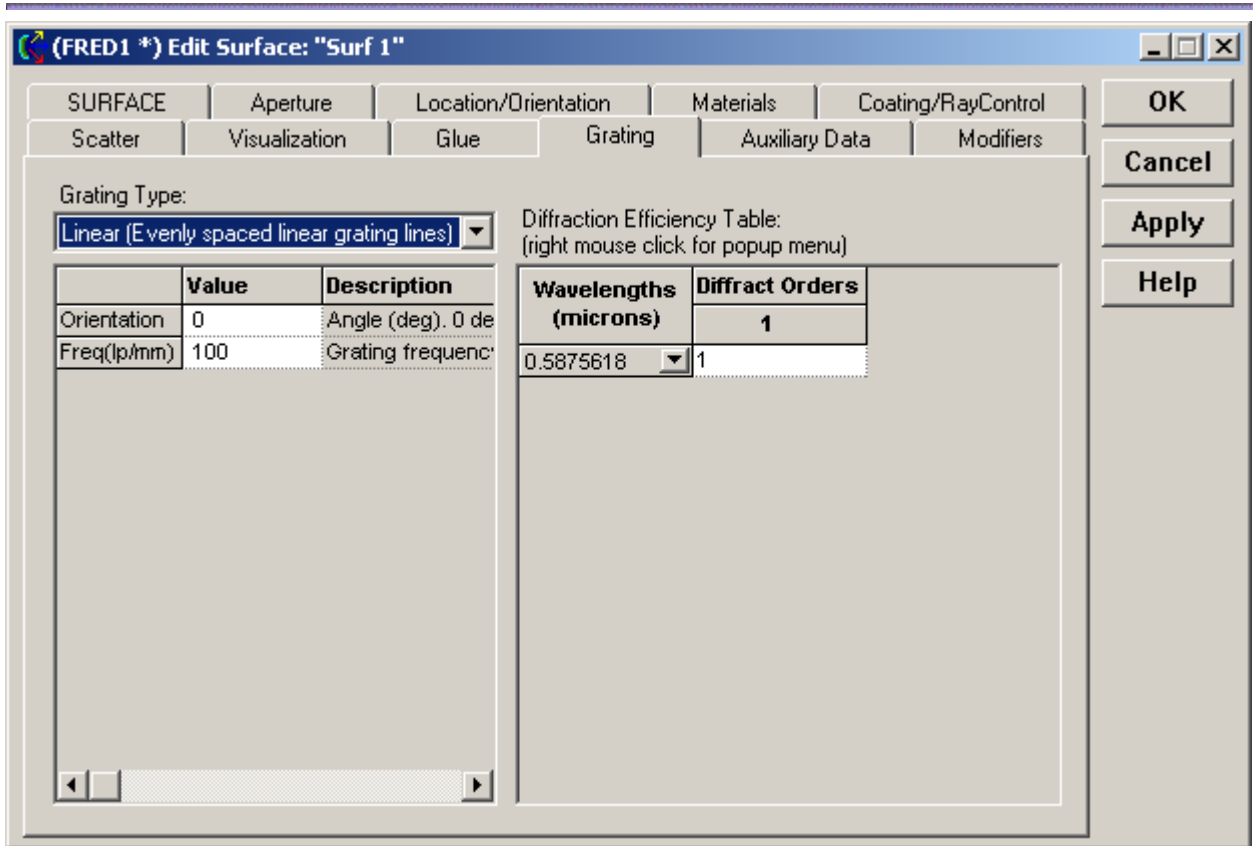 (FRED1 *) Edit Surface: "Surf 1"
SURFACE Aperture Location/Orientation Materials Coating/RayControl
Scatter Visualization Glue Grating Auxiliary Data Modifiers
OK
Cancel
Apply
Help
Grating Type:
Linear (Evenly spaced linear grating lines)
Value Description
Orientation 0 Angle (deg). 0 de
Freq(lp/mm) 100 Grating frequenc
Diffraction Efficiency Table:
(right mouse click for popup menu)
Wavelengths Diffract Orders
(microns) 1
0.5875618 1